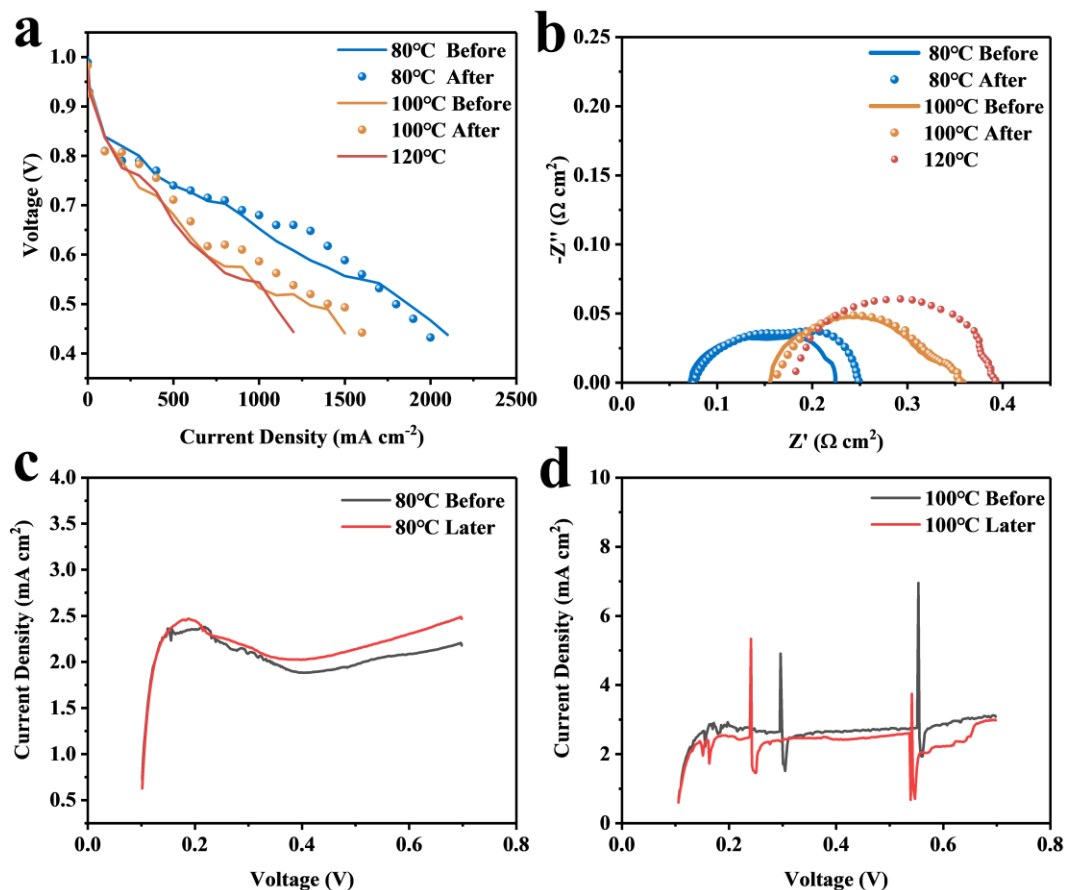 a
80°C Before
80°C After
100°C Before
100°C After
120°C
1.0
0.9
0.8
0.7
0.6
0.5
0.4
Voltage (V)
0 500 1000 1500 2000 2500
Current Density (mA cm-2)
b
80°C Before
80°C After
100°C Before
100°C After
120°C
-0.25
0.20
0.15
0.10
0.05
0.00
-Z'' (Ω cm2)
0.0 0.1 0.2 0.3 0.4
Z' (Ω cm2)
c
80°C Before
80°C Later
4.0
3.5
3.0
2.5
2.0
1.5
1.0
0.5
Current Density (mA cm2)
0.0 0.2 0.4 0.6 0.8
Voltage (V)
d
100°C Before
100°C Later
10
8
6
4
2
0
Current Density (mA cm2)
0.0 0.2 0.4 0.6 0.8
Voltage (V)